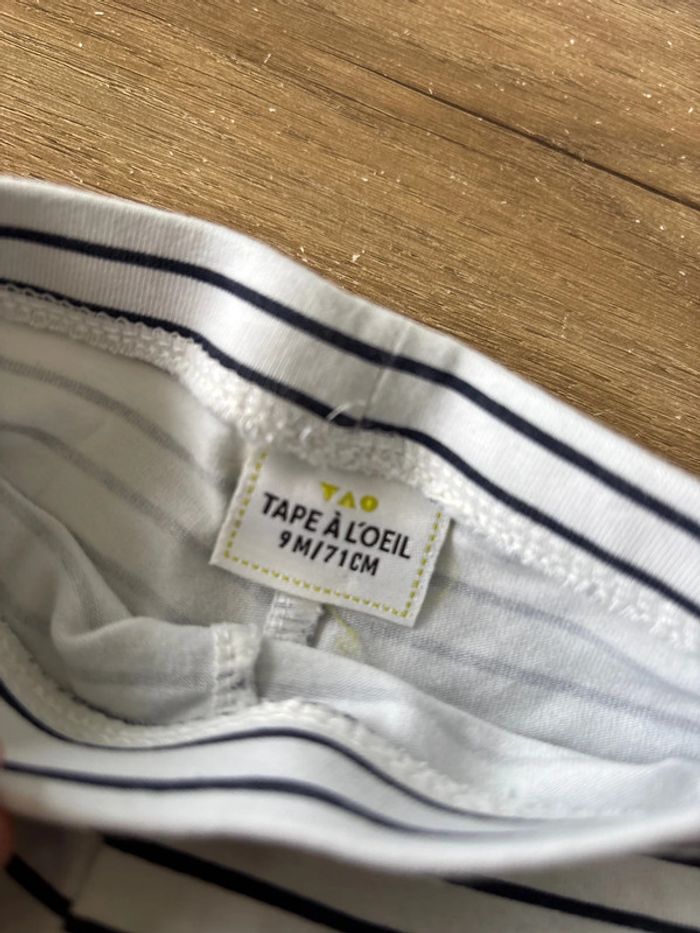 TAO
TAPE À L'OEIL
9M/71CM